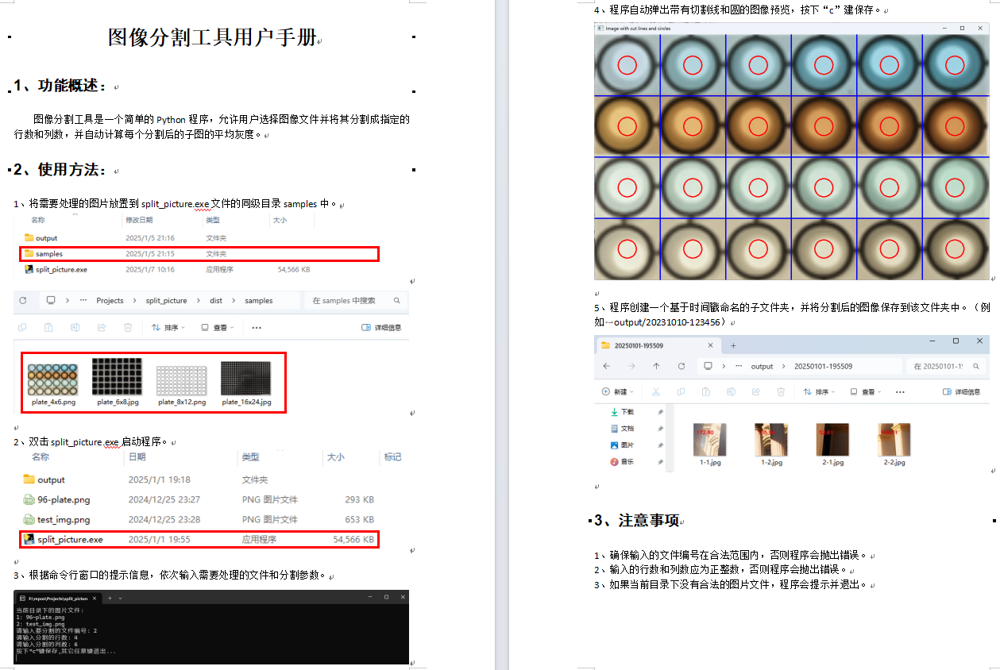 图像分割工具用户手册
1、功能概述：
图像分割工具是一个简单的 Python 程序，允许用户选择图像文件并将其分割成指定的
行数和列数，并自动计算每个分割后的子图的平均灰度。
2、使用方法：
1、将需要处理的图片放置到 split_picture.exe 文件的同级目录 samples 中。
名称 修改日期 类型 大小
output 2025/1/5 21:16 文件夹
samples 2025/1/5 21:15 文件夹
split_picture.exe 2025/1/7 10:16 应用程序 54,566 KB
Projects split_picture dist samples 在 samples 中搜索
排序 查看 详细信息
plate_4x6.png plate_6x8.jpg plate_8x12.png plate_16x24.jpg
2、双击 split_picture.exe 启动程序。
名称 日期 类型 大小 标记
output 2025/1/1 19:18 文件夹
96-plate.png 2024/12/25 23:27 PNG 图片文件 293 KB
test_img.png 2024/12/25 23:28 PNG 图片文件 653 KB
split_picture.exe 2025/1/1 19:55 应用程序 54,566 KB
3、根据命令行窗口的提示信息，依次输入需要处理的文件和分割参数。
F:\repos\Projects\split_pictur
当前目录下的图片文件:
1: 96-plate.png
2: test_img.png
请输入要分割的文件编号: 2
请输入分割的行数: 4
请输入分割的列数: 6
按下"c"键保存,其它任意键退出...
4、程序自动弹出带有切割线和圆的图像预览，按下“c”建保存。
Image with cut lines and circles
5、程序创建一个基于时间戳命名的子文件夹，并将分割后的图像保存到该文件夹中。（例
如 output/20231010-123456）
20250101-195509
output 20250101-195509 在 20250101-1
新建 排序 查看 详细信息
下载
文档
图片
音乐
172.80
1-1.jpg 1-2.jpg 2-1.jpg 2-2.jpg
3、注意事项
1、确保输入的文件编号在合法范围内，否则程序会抛出错误。
2、输入的行数和列数应为正整数，否则程序会抛出错误。
3、如果当前目录下没有合法的图片文件，程序会提示并退出。